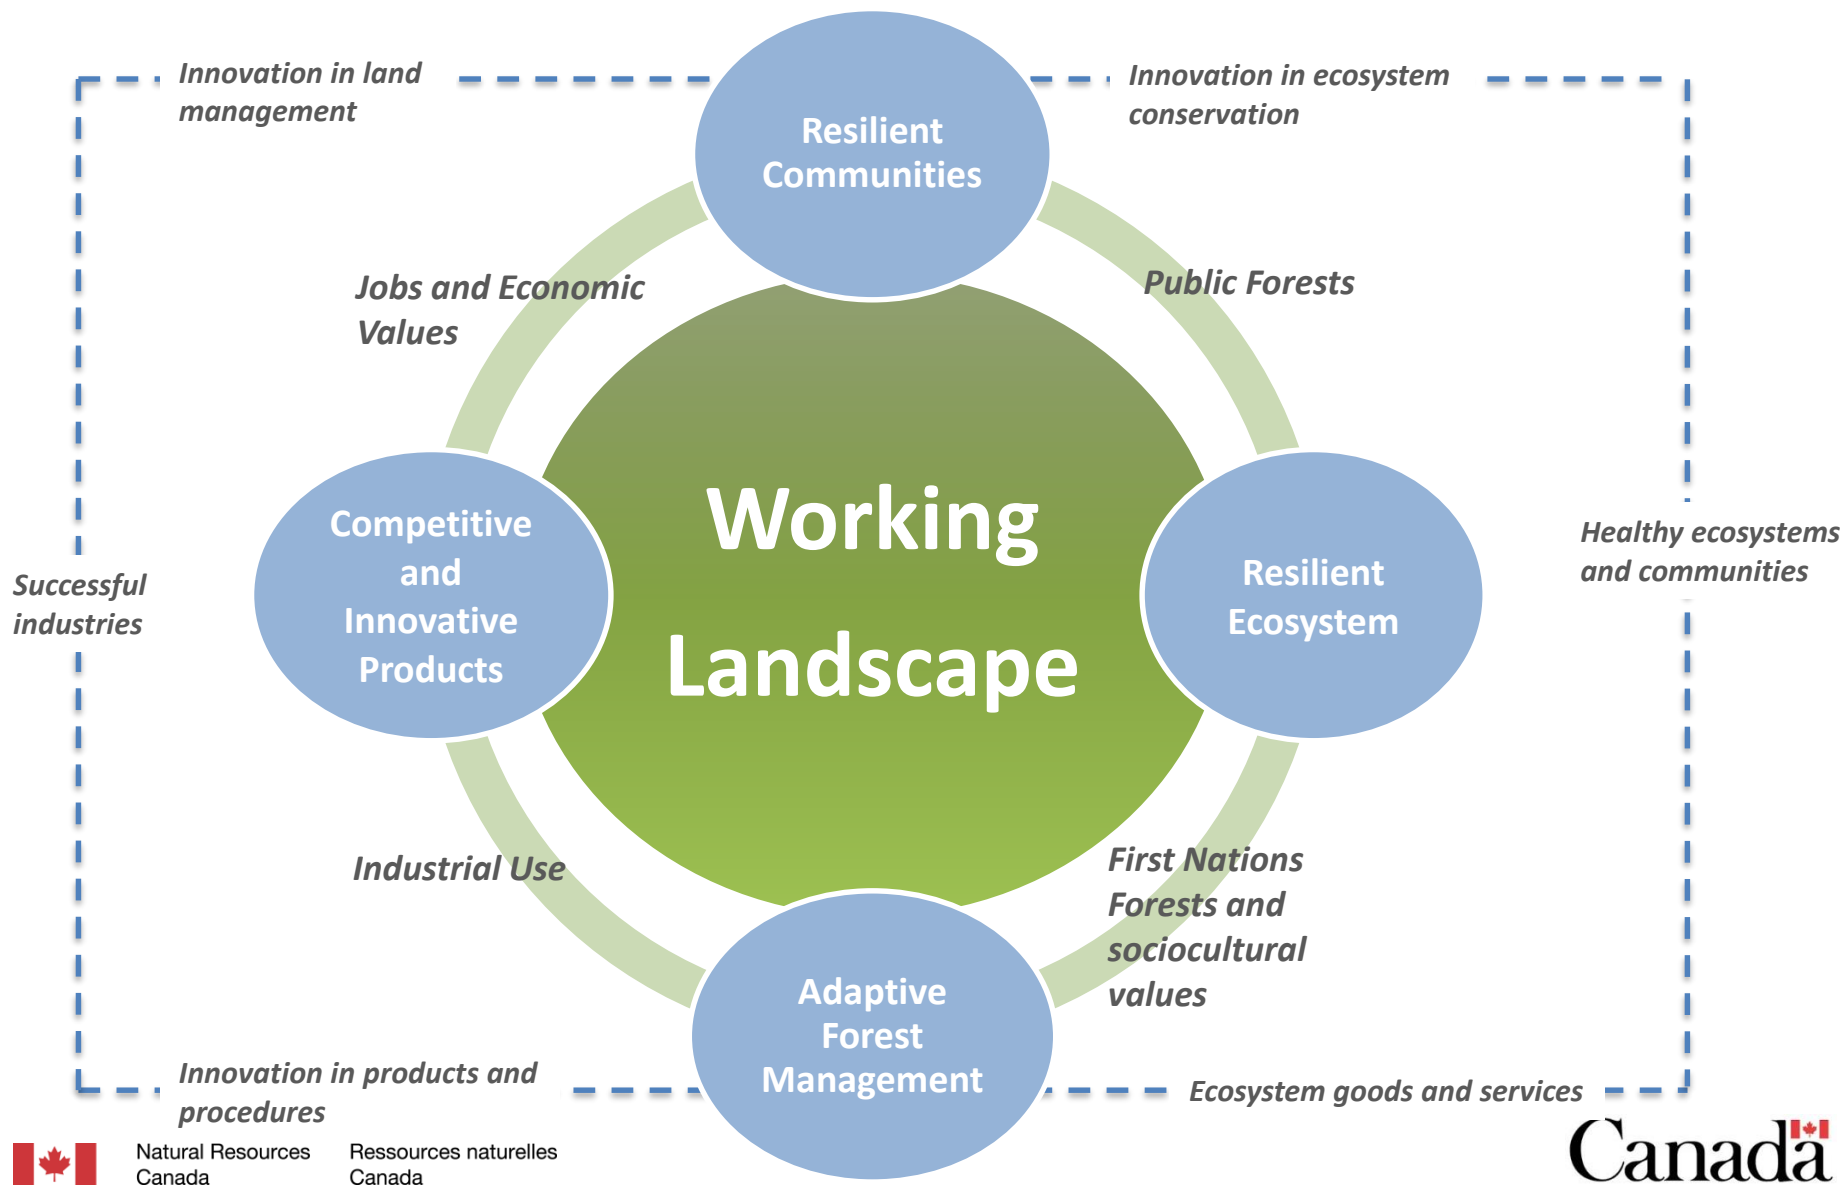 Innovation in land
management
Innovation in ecosystem
conservation
Resilient
Communities
Jobs and Economic
Values
Public Forests
Competitive
and
Innovative
Products
Working
Landscape
Resilient
Ecosystem
Successful
industries
Healthy ecosystems
and communities
Industrial Use
First Nations
Forests and
sociocultural
values
Adaptive
Forest
Management
Innovation in products and
procedures
Ecosystem goods and services
Natural Resources
Canada
Ressources naturelles
Canada
Canada